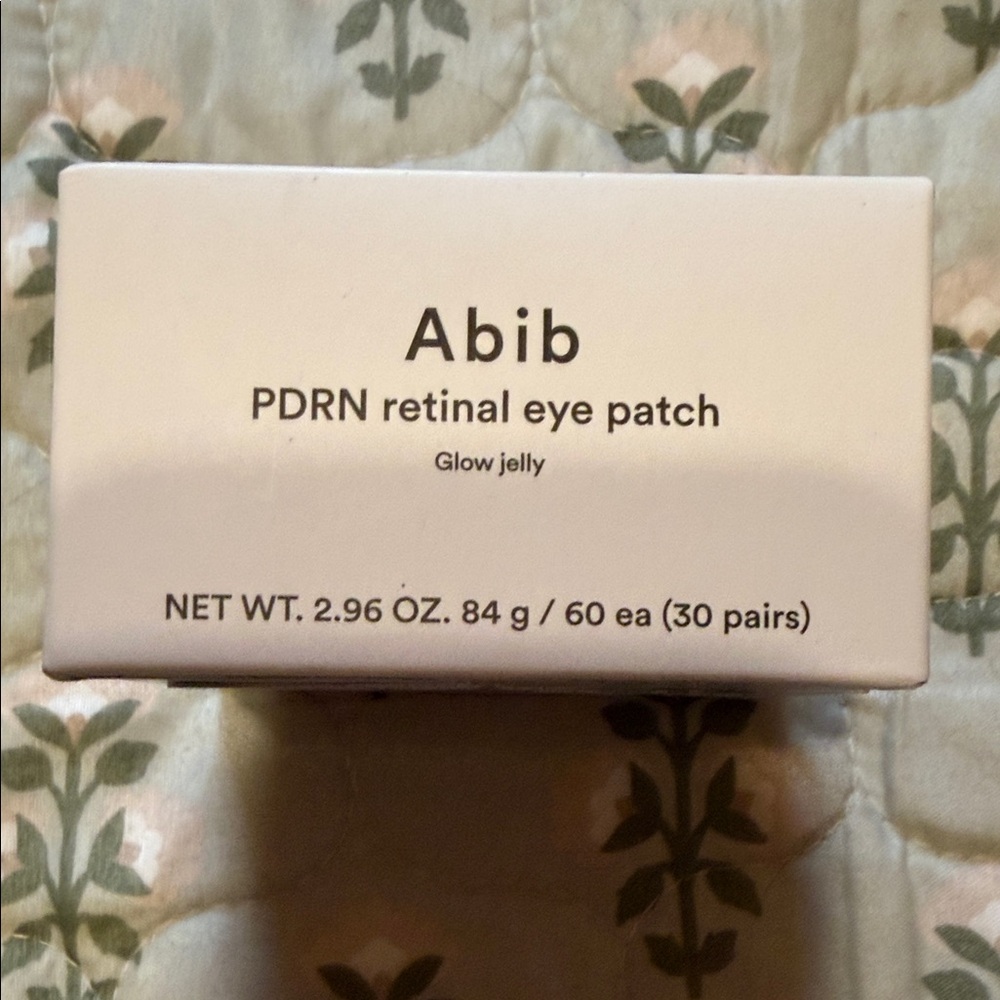 Abib
PDRN retinal eye patch
Glow jelly
NET WT. 2.96 OZ. 84 g / 60 ea (30 pairs)